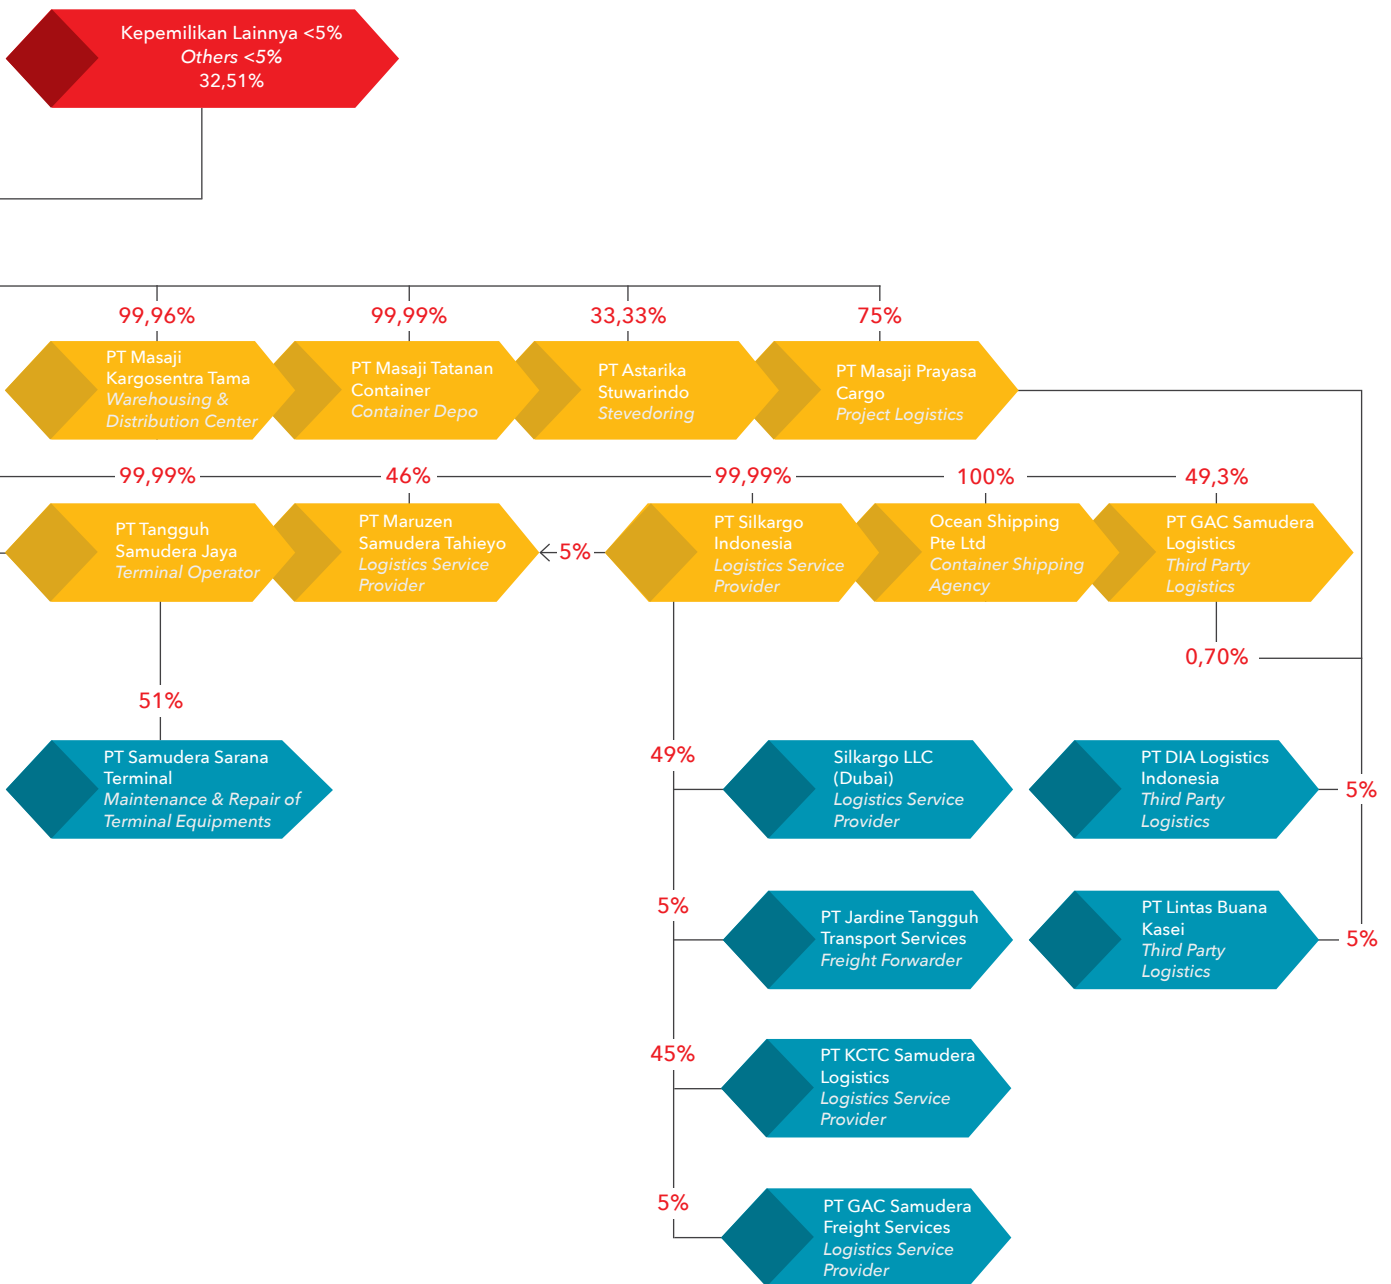 Kepemilikan Lainnya <5%
Others <5%
32,51%
99,96%
99,99%
33,33%
75%
PT Masaji
Kargosentra Tama
Warehousing &
Distribution Center
PT Masaji Tatanan
Container
Container Depo
PT Astarika
Stuwarindo
Stevedoring
PT Masaji Prayasa
Cargo
Project Logistics
99,99%
46%
99,99%
100%
49,3%
PT Tangguh
Samudera Jaya
Terminal Operator
PT Maruzen
Samudera Tahieyo
Logistics Service
Provider
5%
PT Silkargo
Indonesia
Logistics Service
Provider
Ocean Shipping
Pte Ltd
Container Shipping
Agency
PT GAC Samudera
Logistics
Third Party
Logistics
0,70%
51%
PT Samudera Sarana
Terminal
Maintenance & Repair of
Terminal Equipments
49%
Silkargo LLC
(Dubai)
Logistics Service
Provider
PT DIA Logistics
Indonesia
Third Party
Logistics
5%
5%
PT Jardine Tangguh
Transport Services
Freight Forwarder
PT Lintas Buana
Kasei
Third Party
Logistics
5%
45%
PT KCTC Samudera
Logistics
Logistics Service
Provider
5%
PT GAC Samudera
Freight Services
Logistics Service
Provider